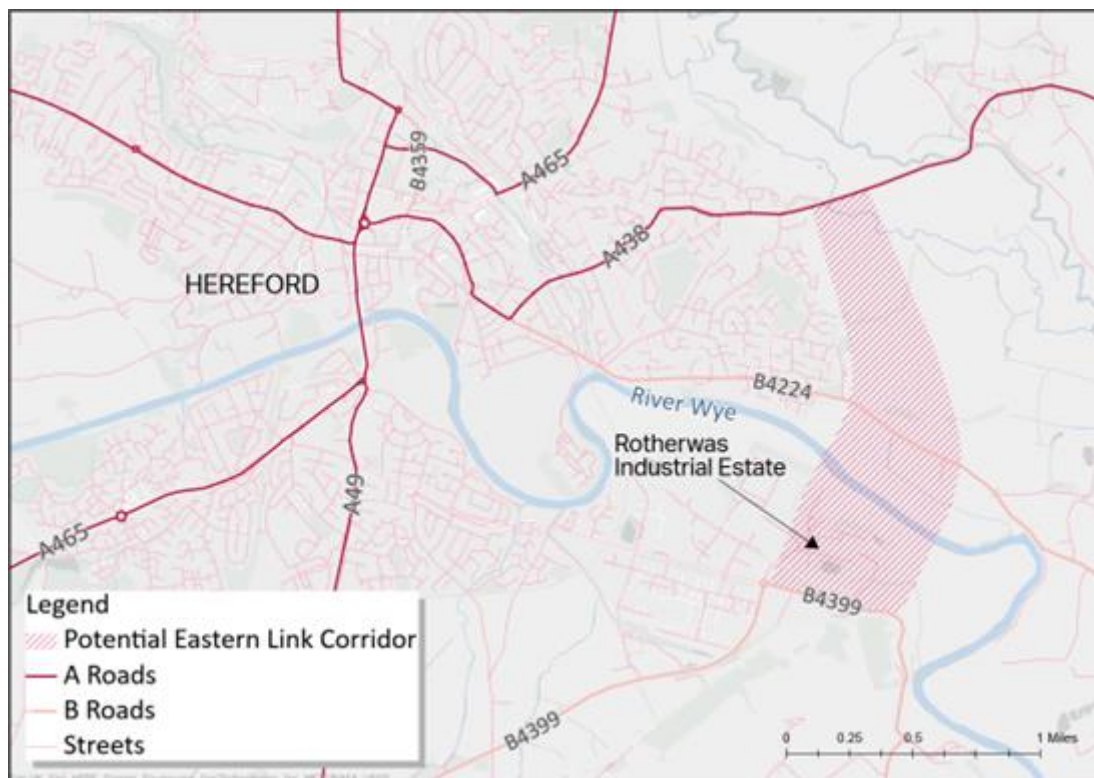 B4359
A465
A438
HEREFORD
B4224
River Wye
Rotherwas
Industrial Estate
A49
A465
B4399
B4399
Legend
Potential Eastern Link Corridor
A Roads
B Roads
Streets
0 0.25 0.5 1 Miles